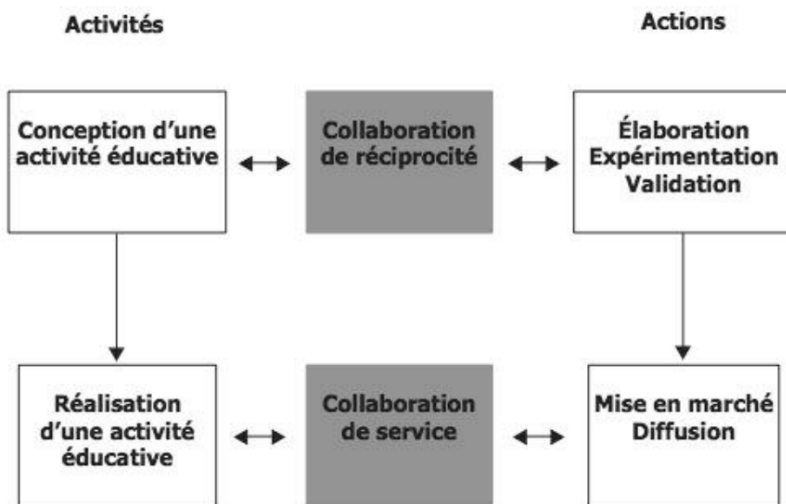 Activités
Actions
Conception d'une
activité éducative
Collaboration
de réciprocité
Élaboration
Expérimentation
Validation
Réalisation
d'une activité
éducative
Collaboration
de service
Mise en marché
Diffusion